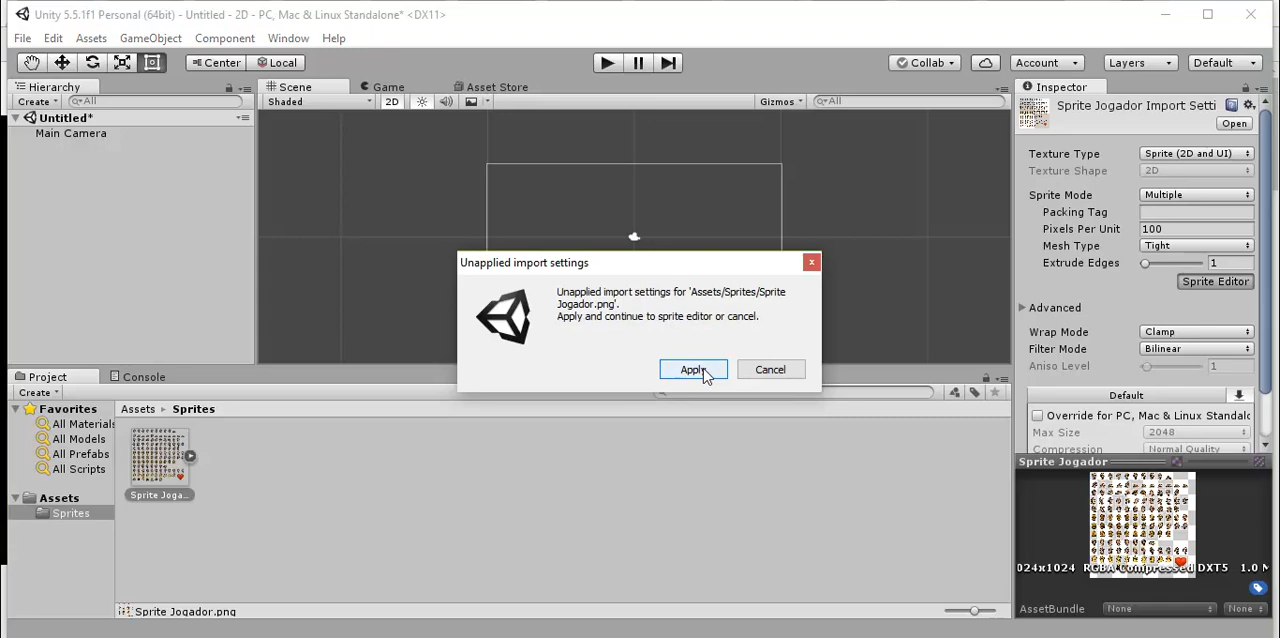 Unity 5.5.1f1 Personal (64bit) - Untitled - 2D - PC, Mac & Linux Standalone* <DX11>
File Edit Assets GameObject Component Window Help
Center Local Collab Account Layers Default
Hierarchy
Create All
Untitled*
Main Camera
Scene Game Asset Store
Shaded 2D Gizmos All
Inspector
Sprite Jogador Import Setti
Open
Texture Type Sprite (2D and UI)
Texture Shape 2D
Sprite Mode Multiple
Packing Tag
Pixels Per Unit 100
Mesh Type Tight
Extrude Edges 1
Sprite Editor
Advanced
Wrap Mode Clamp
Filter Mode Bilinear
Aniso Level 1
Default
Override for PC, Mac & Linux Standalo
Max Size 2048
Compression Normal Quality
Unapplied import settings
Unapplied import settings for 'Assets/Sprites/Sprite
Jogador.png'.
Apply and continue to sprite editor or cancel.
Apply Cancel
Project Console
Create
Favorites
All Materials
All Models
All Prefabs
All Scripts
Assets
Sprites
Assets Sprites
Sprite Joga...
Sprite Jogador.png
Sprite Jogador
024x1024 RGBA Compressed DXT5 1.0 M
AssetBundle None None